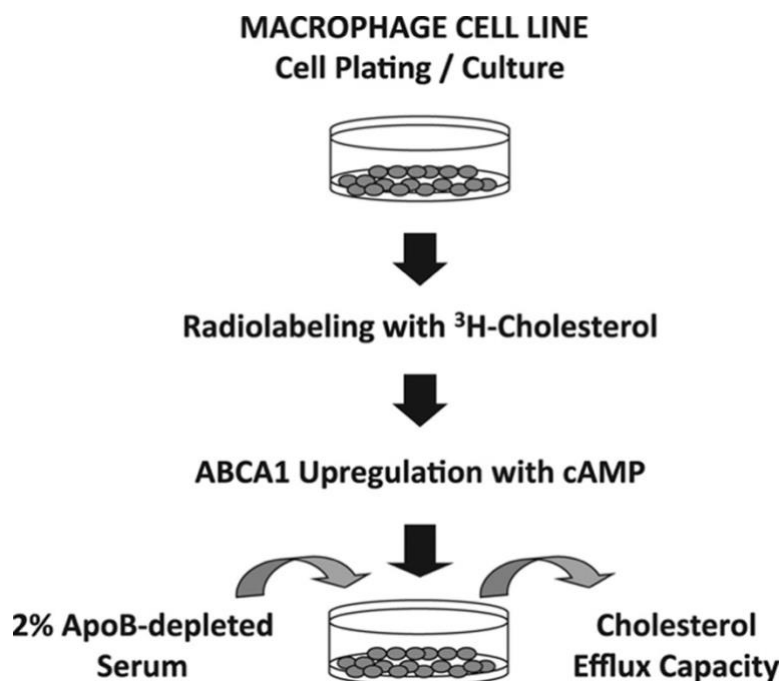 MACROPHAGE CELL LINE
Cell Plating / Culture
Radiolabeling with ³H-Cholesterol
ABCA1 Upregulation with cAMP
2% ApoB-depleted
Serum
Cholesterol
Efflux Capacity